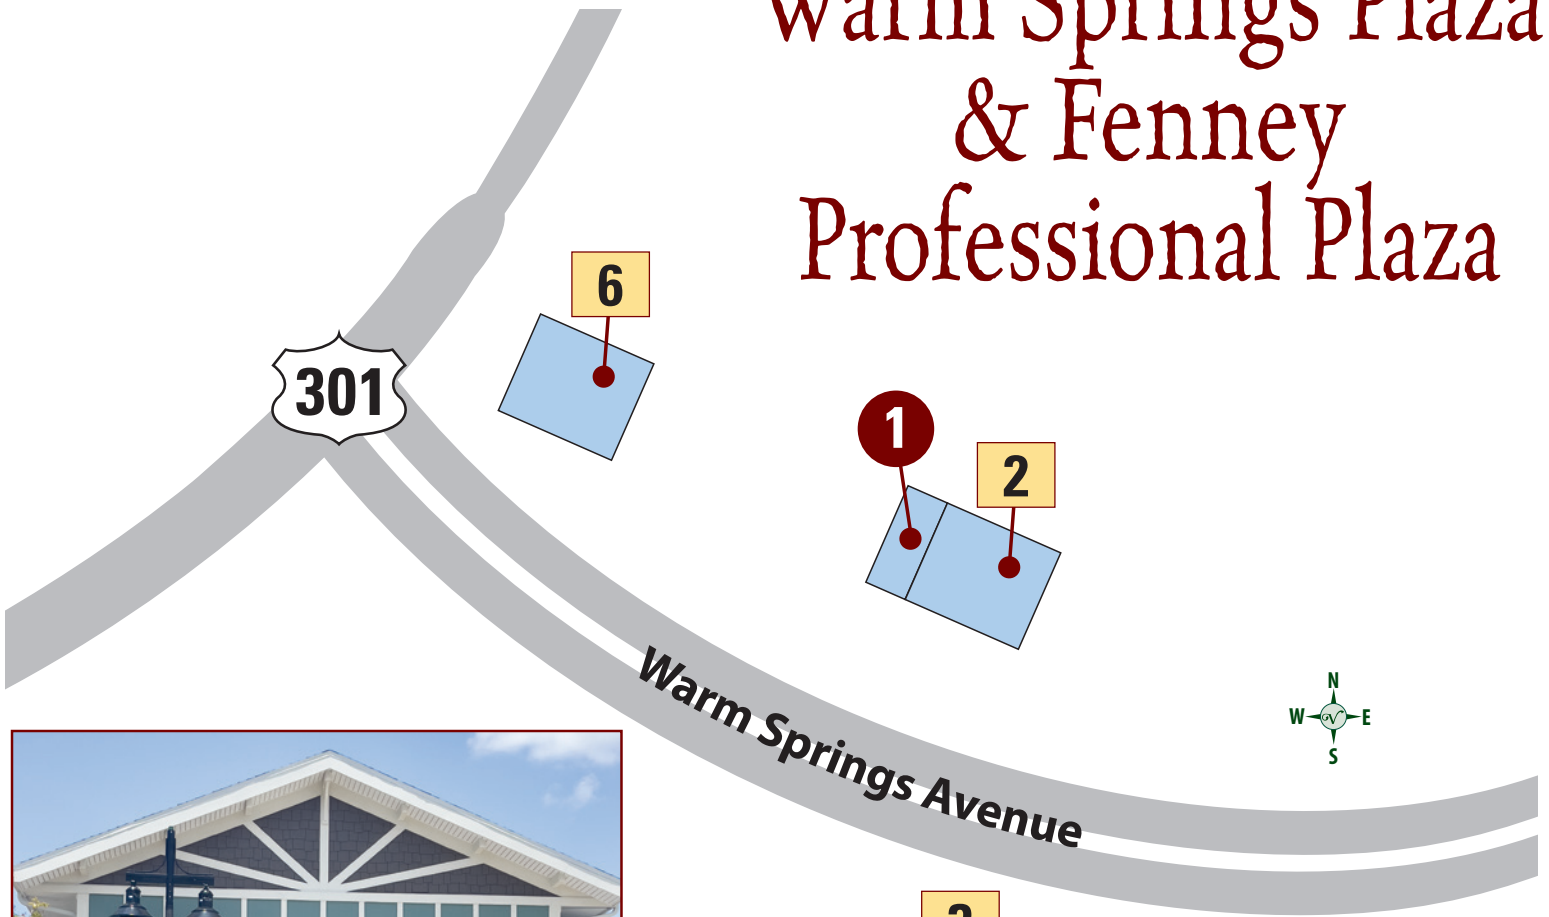 Warm Springs Plaza
& Fenney
Professional Plaza
6
301
1
2
Warm Springs Avenue
N
W E
S